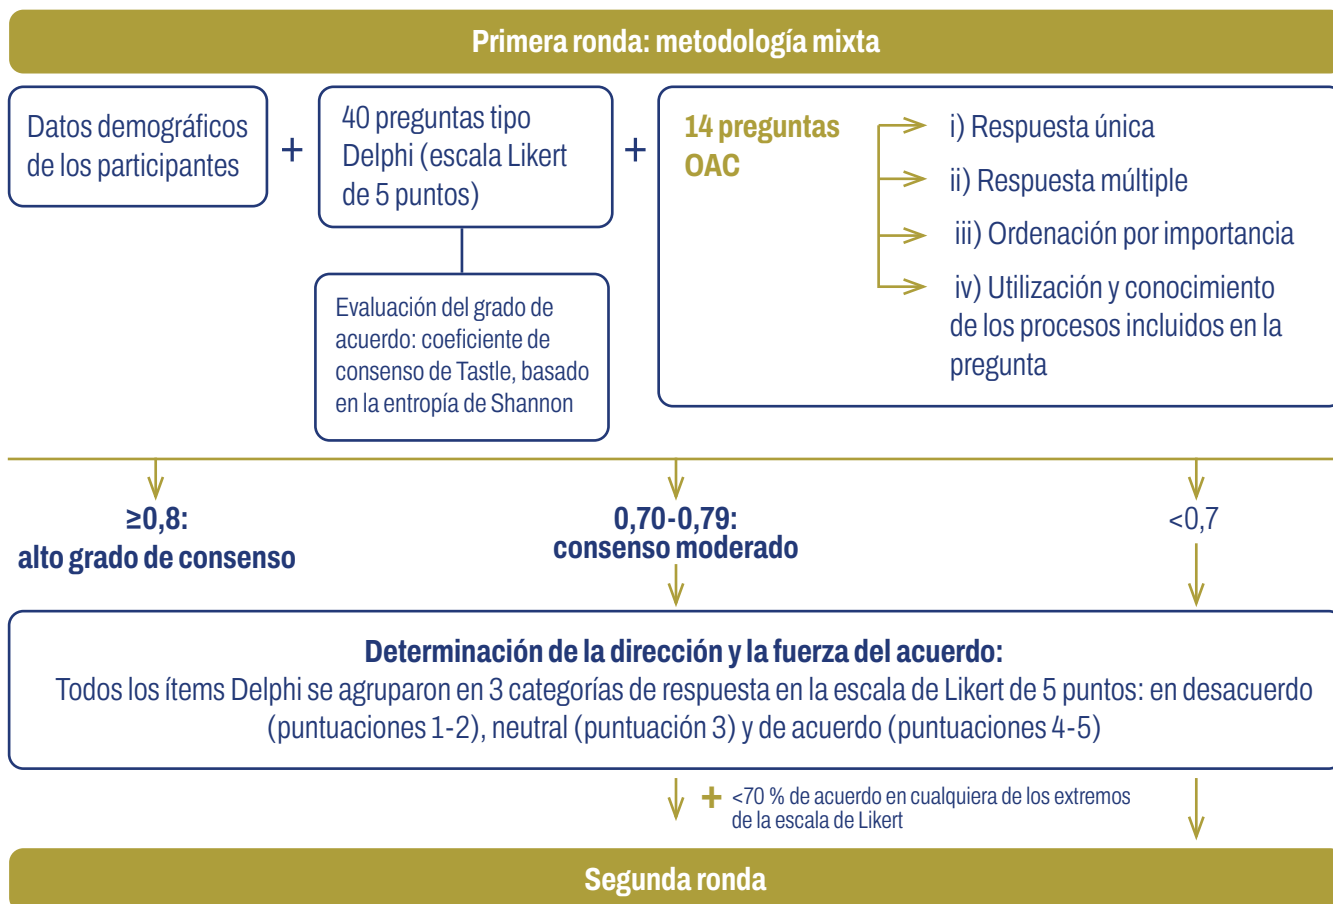 Primera ronda: metodología mixta
Datos demográficos
de los participantes
+
40 preguntas tipo
Delphi (escala Likert
de 5 puntos)
+
14 preguntas
OAC
i) Respuesta única
ii) Respuesta múltiple
iii) Ordenación por importancia
iv) Utilización y conocimiento
de los procesos incluidos en la
pregunta
Evaluación del grado de
acuerdo: coeficiente de
consenso de Tastle, basado
en la entropía de Shannon
≥0,8:
alto grado de consenso
0,70-0,79:
consenso moderado
<0,7
Determinación de la dirección y la fuerza del acuerdo:
Todos los ítems Delphi se agruparon en 3 categorías de respuesta en la escala de Likert de 5 puntos: en desacuerdo
(puntuaciones 1-2), neutral (puntuación 3) y de acuerdo (puntuaciones 4-5)
+ <70 % de acuerdo en cualquiera de los extremos
de la escala de Likert
Segunda ronda